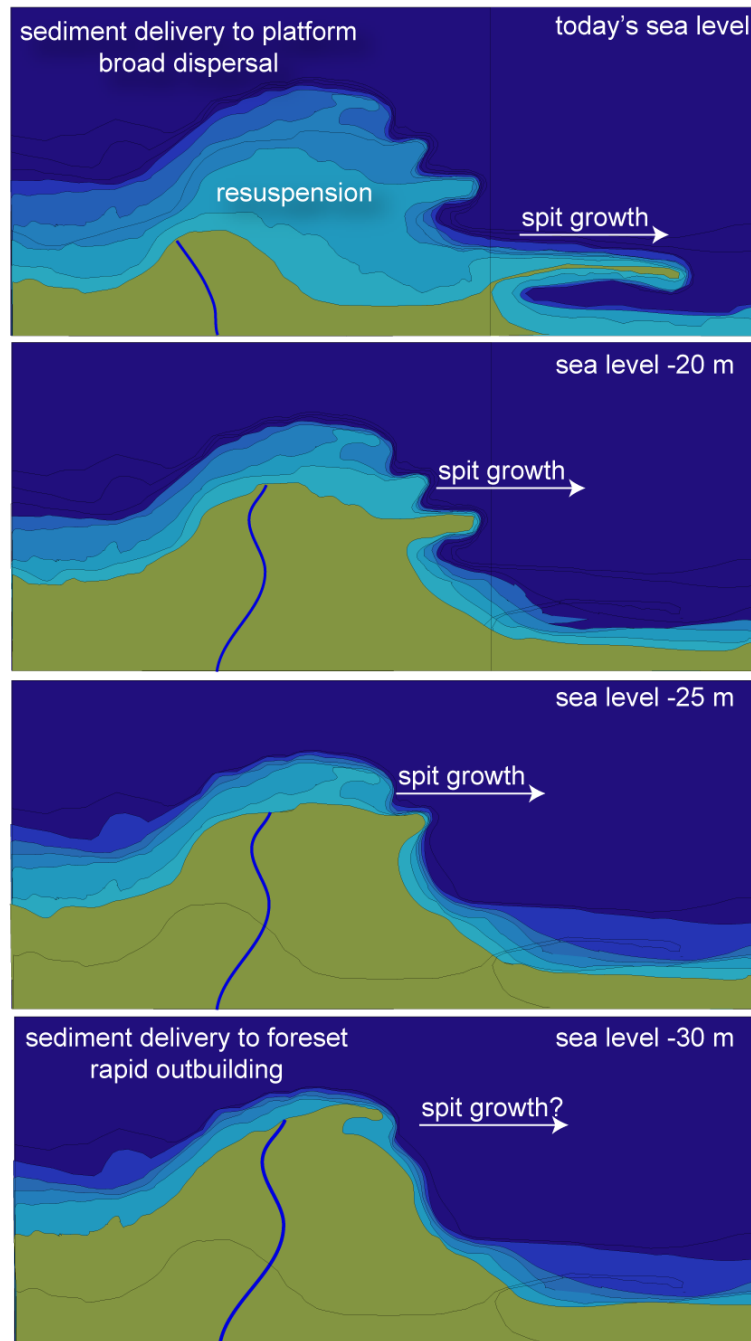 sediment delivery to platform
broad dispersal
today's sea level
resuspension
spit growth
sea level -20 m
spit growth
sea level -25 m
spit growth
sediment delivery to foreset
rapid outbuilding
sea level -30 m
spit growth?